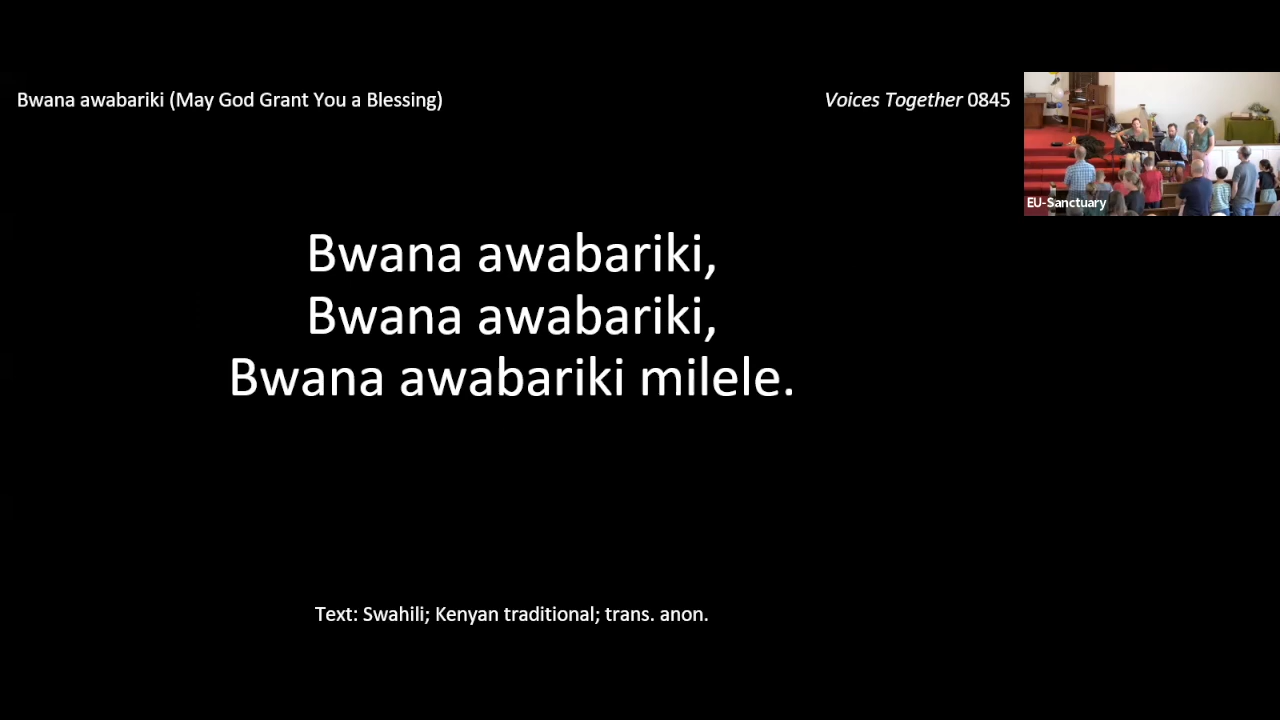 Bwana awabariki (May God Grant You a Blessing)
Voices Together 0845
EU-Sanctuary
Bwana awabariki,
Bwana awabariki,
Bwana awabariki milele.
Text: Swahili; Kenyan traditional; trans. anon.